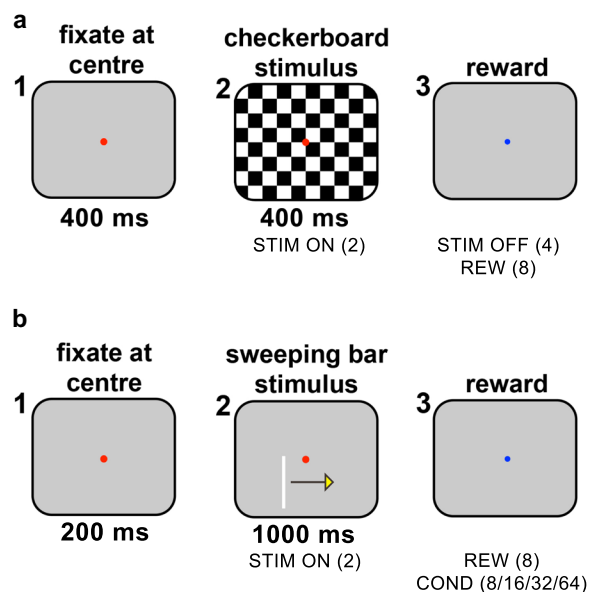 a
fixate at
centre
checkerboard
stimulus
reward
1
2
3
400 ms
400 ms
STIM ON (2)
STIM OFF (4)
REW (8)
b
fixate at
centre
sweeping bar
stimulus
reward
1
2
3
200 ms
1000 ms
STIM ON (2)
REW (8)
COND (8/16/32/64)